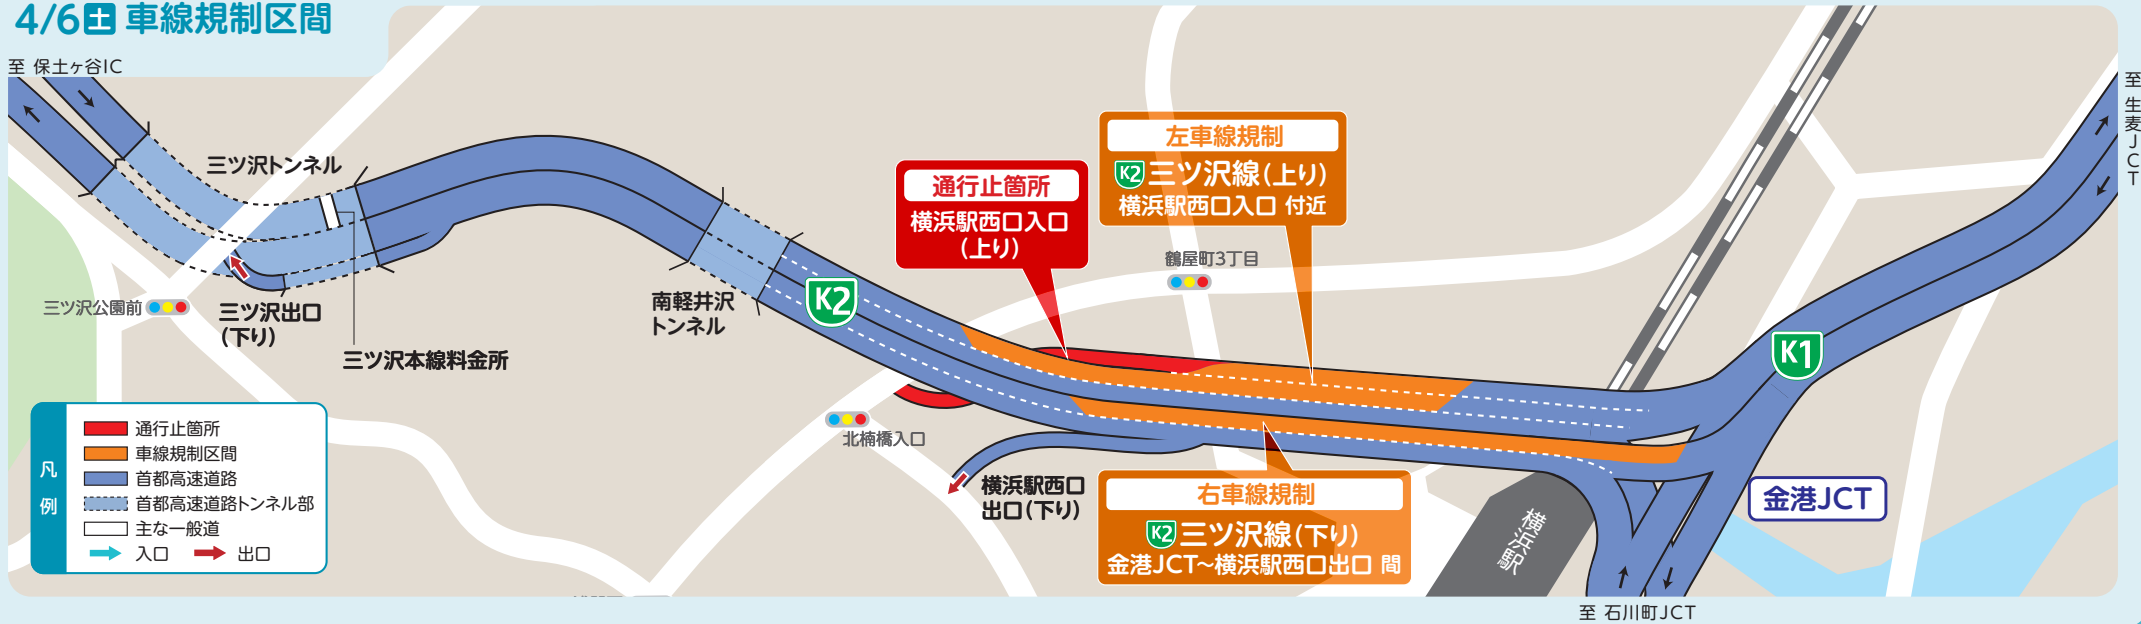 4/6土 車線規制区間
至 保土ヶ谷IC
三ツ沢トンネル
三ツ沢公園前
三ツ沢出口
(下り)
三ツ沢本線料金所
南軽井沢
トンネル
K2
通行止箇所
横浜駅西口入口
(上り)
左車線規制
K2 三ツ沢線(上り)
横浜駅西口入口 付近
鶴屋町3丁目
北楠橋入口
横浜駅西口
出口(下り)
右車線規制
K2 三ツ沢線(下り)
金港JCT~横浜駅西口出口 間
横浜駅
K1
金港JCT
至 生麦JCT
至 石川町JCT
凡例
通行止箇所
車線規制区間
首都高速道路
首都高速道路トンネル部
主な一般道
入口 出口